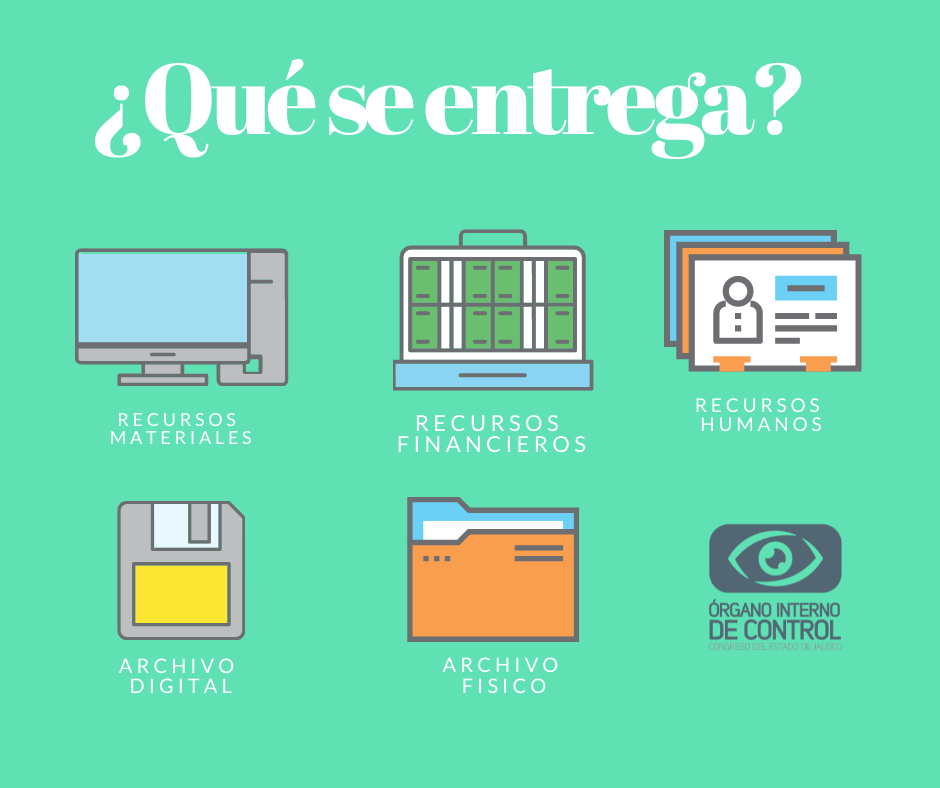 ¿Qué se entrega?
RECURSOS
MATERIALES
RECURSOS
FINANCIEROS
RECURSOS
HUMANOS
ARCHIVO
DIGITAL
ARCHIVO
FISICO
ÓRGANO INTERNO
DE CONTROL
CONGRESO DEL ESTADO DE JALISCO